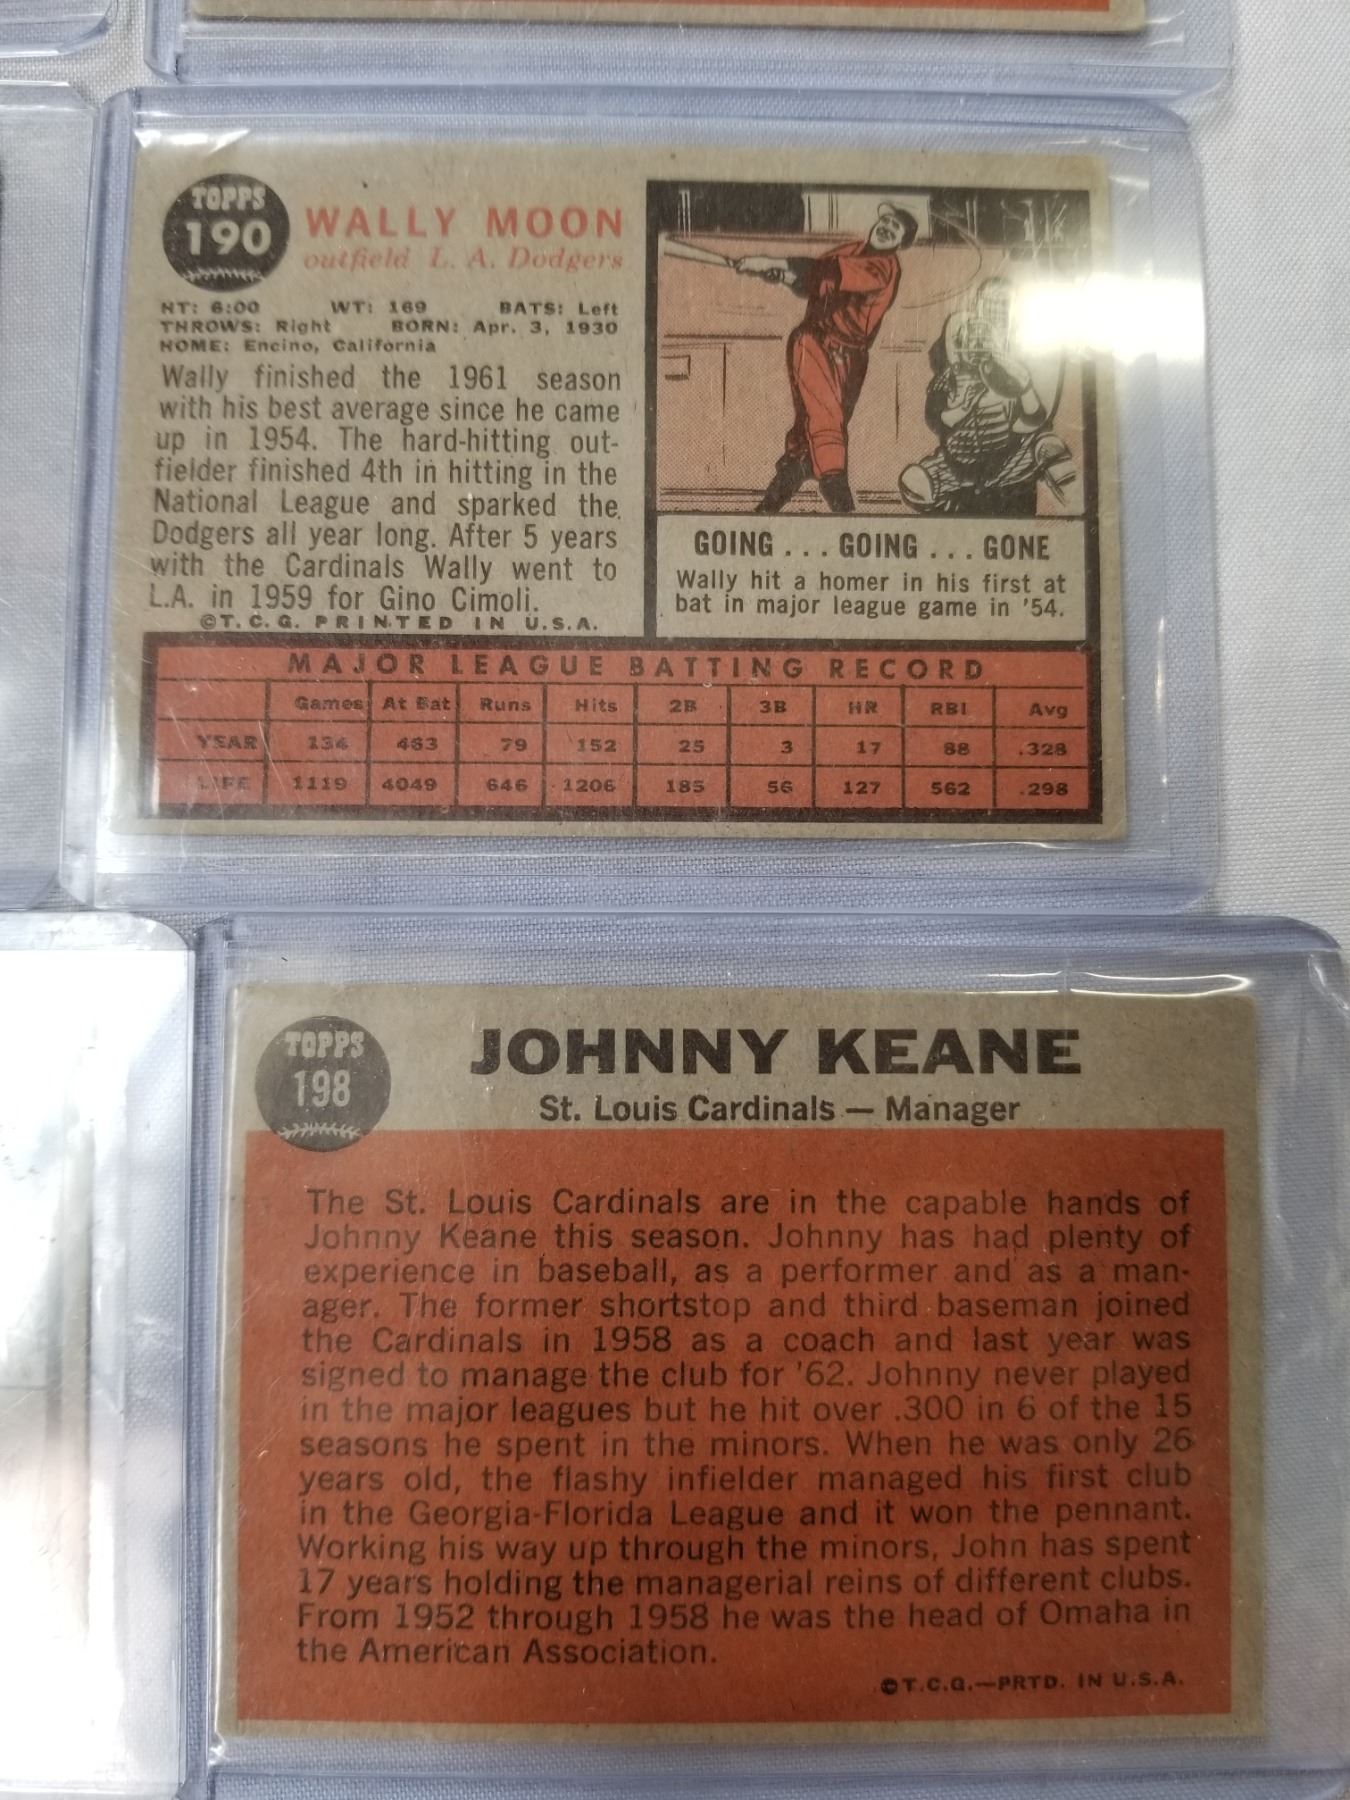 TOPPS
190
WALLY MOON
outfield L. A. Dodgers
HT: 6:00 WT: 169 BATS: Left
THROWS: Right BORN: Apr. 3, 1930
HOME: Encino, California
Wally finished the 1961 season
with his best average since he came
up in 1954. The hard-hitting out-
fielder finished 4th in hitting in the
National League and sparked the
Dodgers all year long. After 5 years
with the Cardinals Wally went to
L.A. in 1959 for Gino Cimoli.
©T.C.G. PRINTED IN U.S.A.
GOING ... GOING ... GONE
Wally hit a homer in his first at
bat in major league game in '54.
MAJOR LEAGUE BATTING RECORD
Games At Bat Runs Hits 2B 3B HR RBI Avg
YEAR 134 463 79 152 25 3 17 88 .328
LIFE 1119 4049 646 1206 185 56 127 562 .298
TOPPS
198
JOHNNY KEANE
St. Louis Cardinals — Manager
The St. Louis Cardinals are in the capable hands of
Johnny Keane this season. Johnny has had plenty of
experience in baseball, as a performer and as a man-
ager. The former shortstop and third baseman joined
the Cardinals in 1958 as a coach and last year was
signed to manage the club for '62. Johnny never played
in the major leagues but he hit over .300 in 6 of the 15
seasons he spent in the minors. When he was only 26
years old, the flashy infielder managed his first club
in the Georgia-Florida League and it won the pennant.
Working his way up through the minors, John has spent
17 years holding the managerial reins of different clubs.
From 1952 through 1958 he was the head of Omaha in
the American Association.
©T.C.G.—PRTD. IN U.S.A.